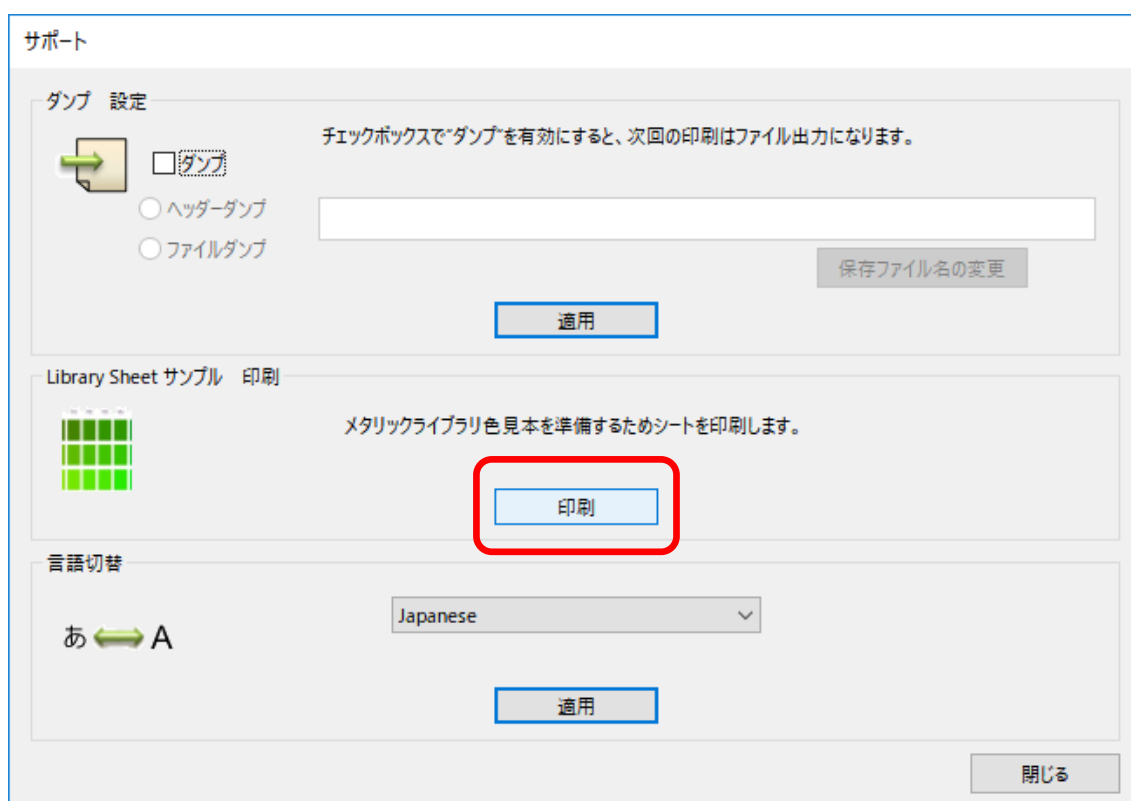 サポート
ダンプ　設定
チェックボックスで"ダンプ"を有効にすると、次回の印刷はファイル出力になります。
ダンプ
ヘッダーダンプ
ファイルダンプ
保存ファイル名の変更
適用
Library Sheet サンプル　印刷
メタリックライブラリ色見本を準備するためシートを印刷します。
印刷
言語切替
あ A
Japanese
適用
閉じる